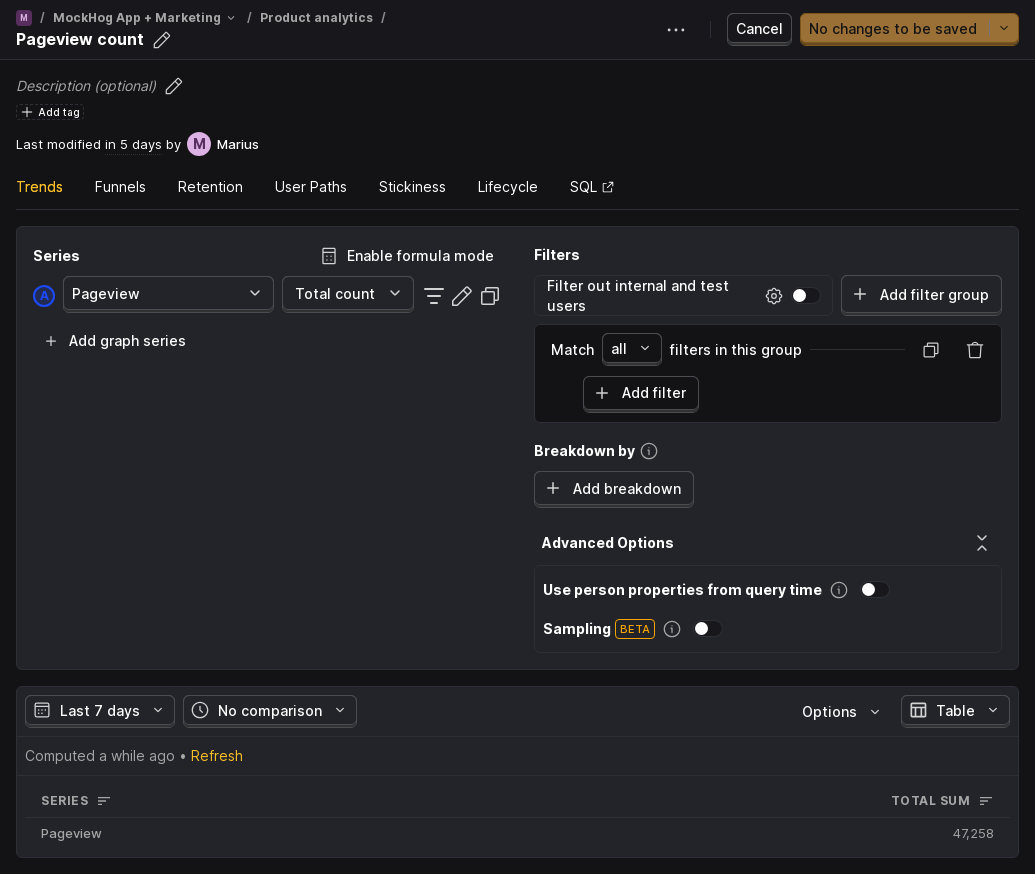 M / MockHog App + Marketing / Product analytics /
Pageview count
Cancel
No changes to be saved
Description (optional)
Add tag
Last modified in 5 days by M Marius
Trends Funnels Retention User Paths Stickiness Lifecycle SQL
Series
Enable formula mode
A Pageview Total count
Add graph series
Filters
Filter out internal and test
users
Add filter group
Match all filters in this group
Add filter
Breakdown by
Add breakdown
Advanced Options
Use person properties from query time
Sampling BETA
Last 7 days No comparison Options Table
Computed a while ago • Refresh
SERIES TOTAL SUM
Pageview 47,258